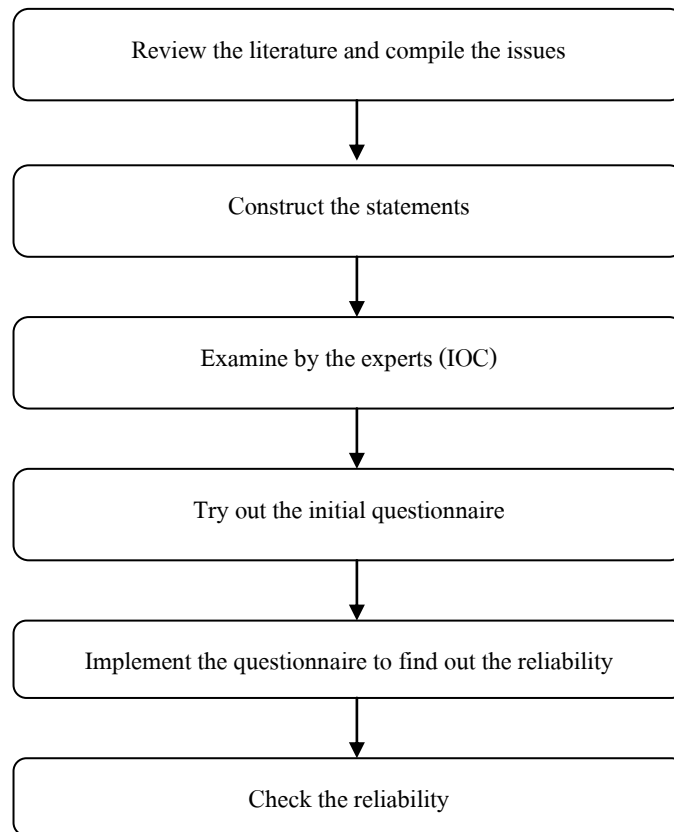 Review the literature and compile the issues
Construct the statements
Examine by the experts (IOC)
Try out the initial questionnaire
Implement the questionnaire to find out the reliability
Check the reliability